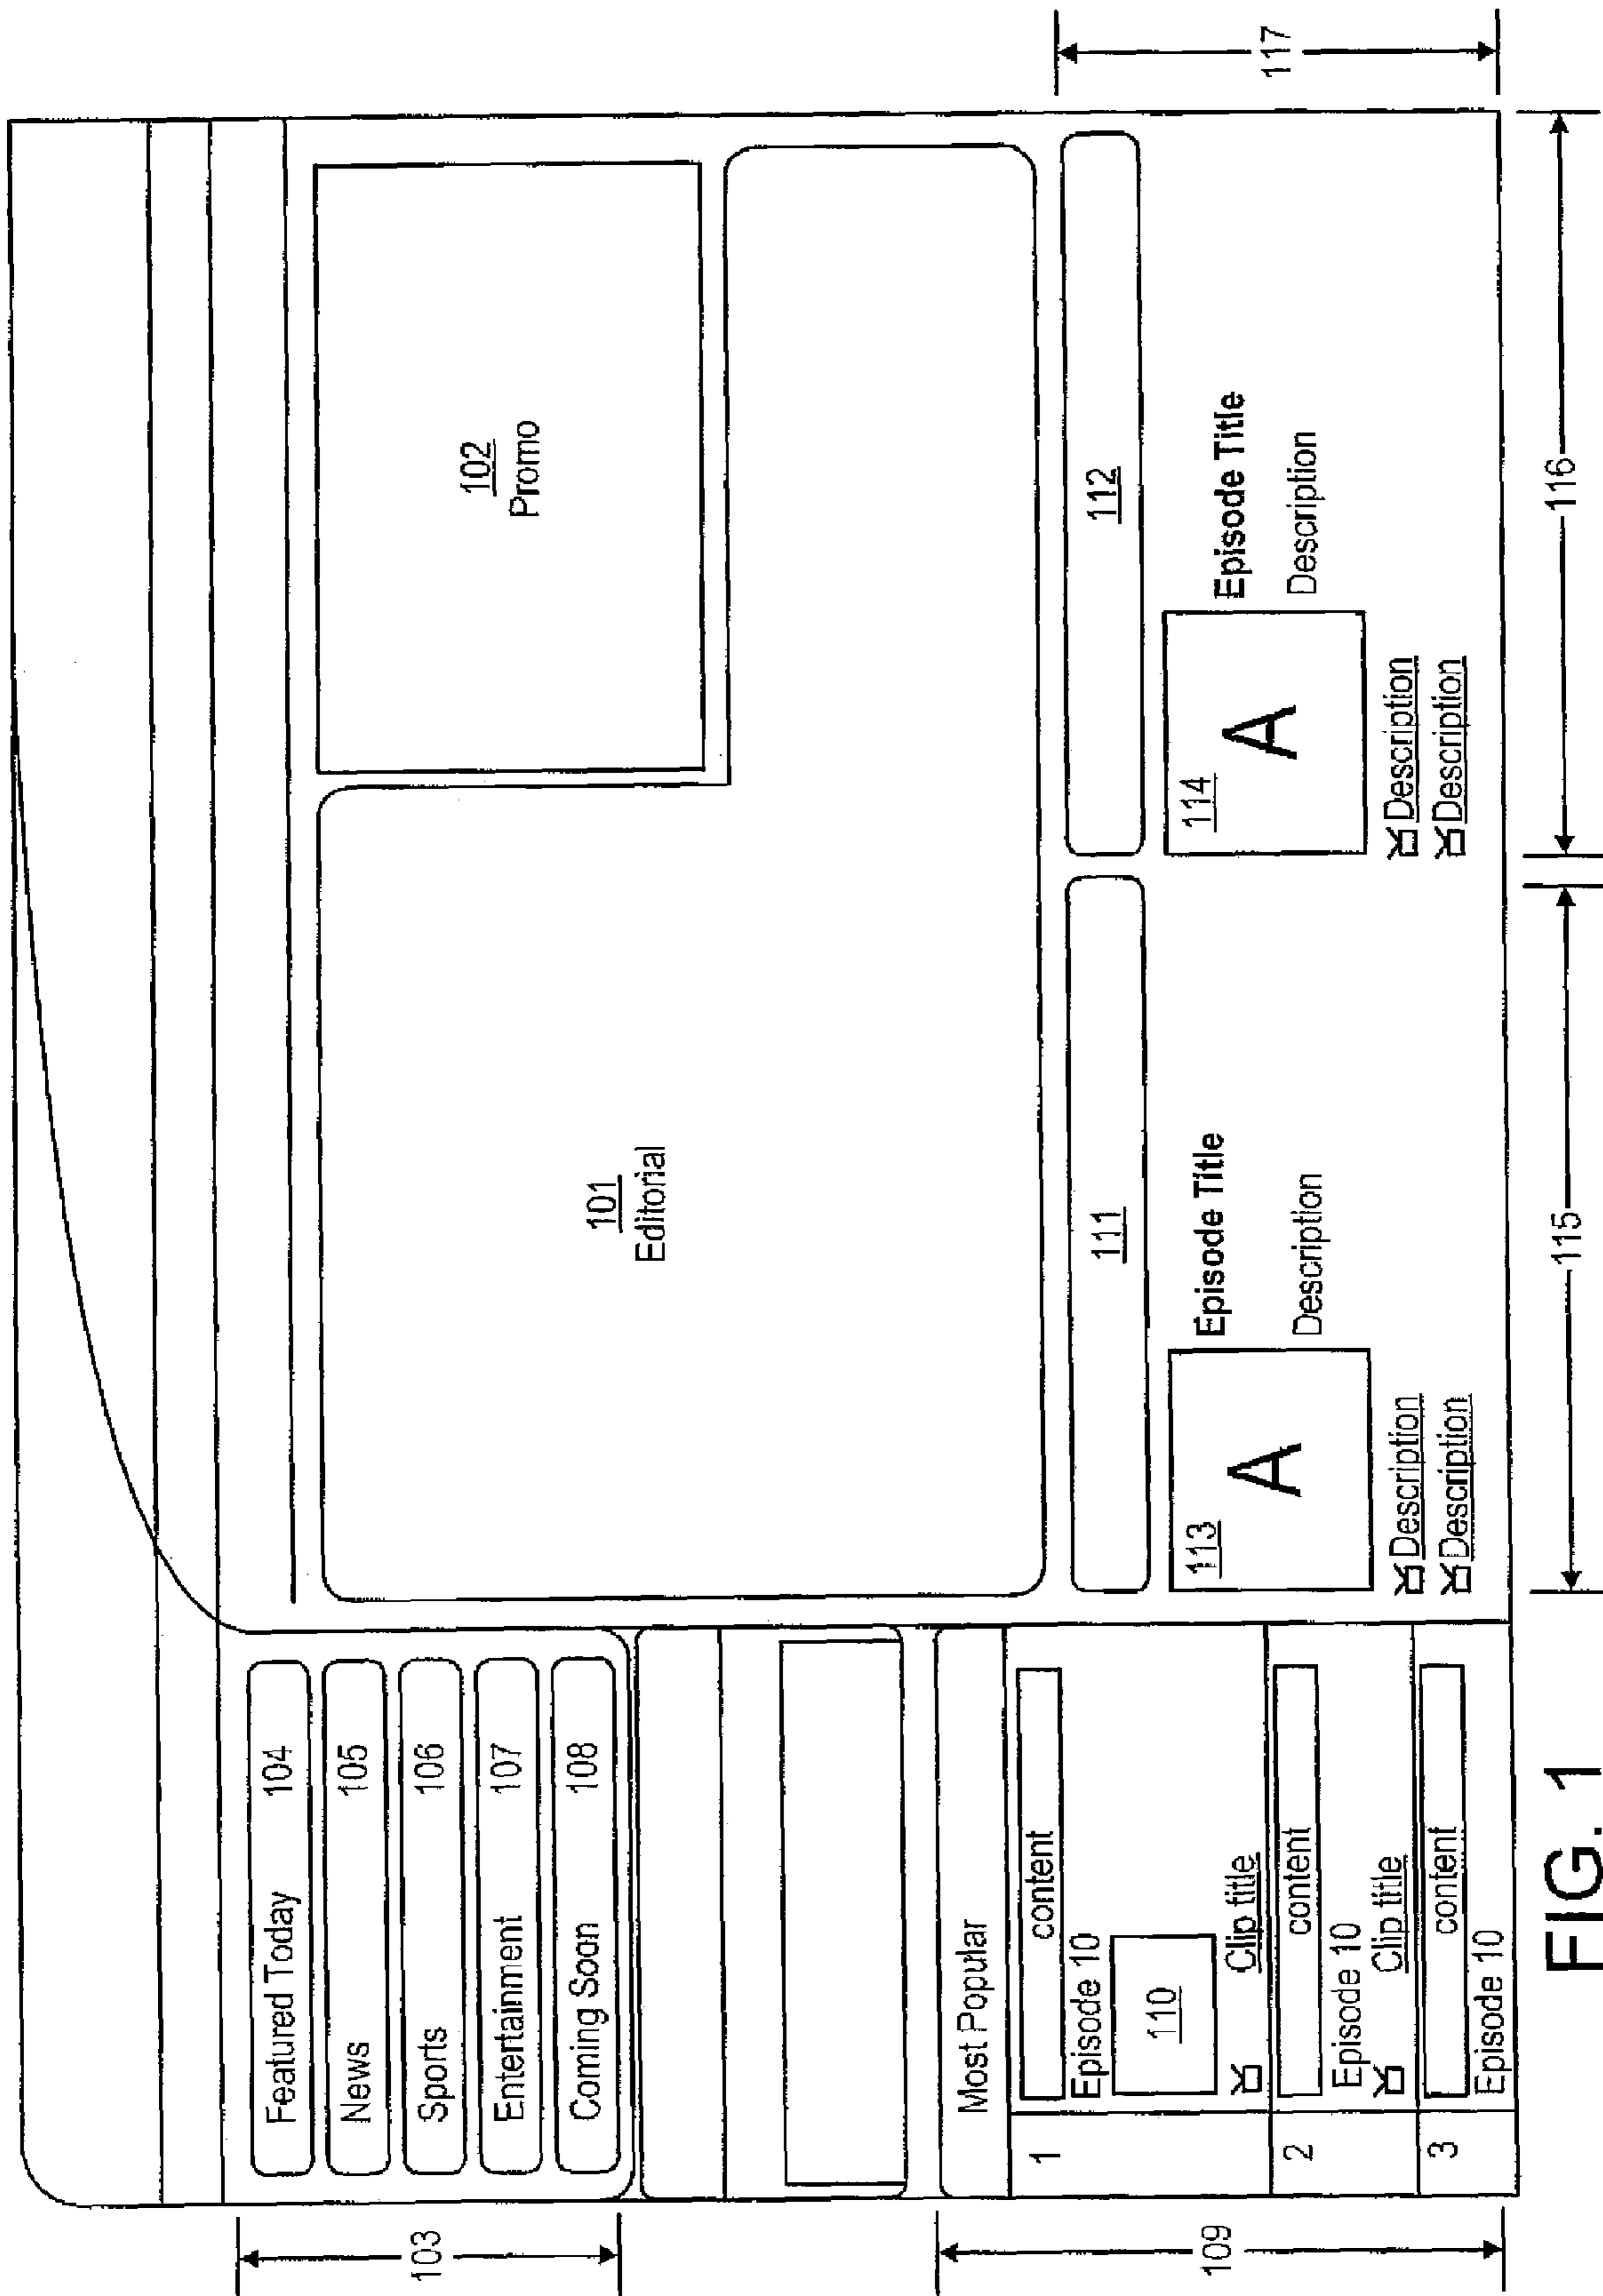 103
Featured Today 104
News 105
Sports 106
Entertainment 107
Coming Soon 108
101
Editorial
102
Promo
109
Most Popular
1
content
Episode 10
110
Clip title
2
content
Episode 10
Clip title
3
content
Episode 10
111
113
A
Episode Title
Description
Description
Description
112
114
A
Episode Title
Description
Description
Description
117
115
116
FIG. 1